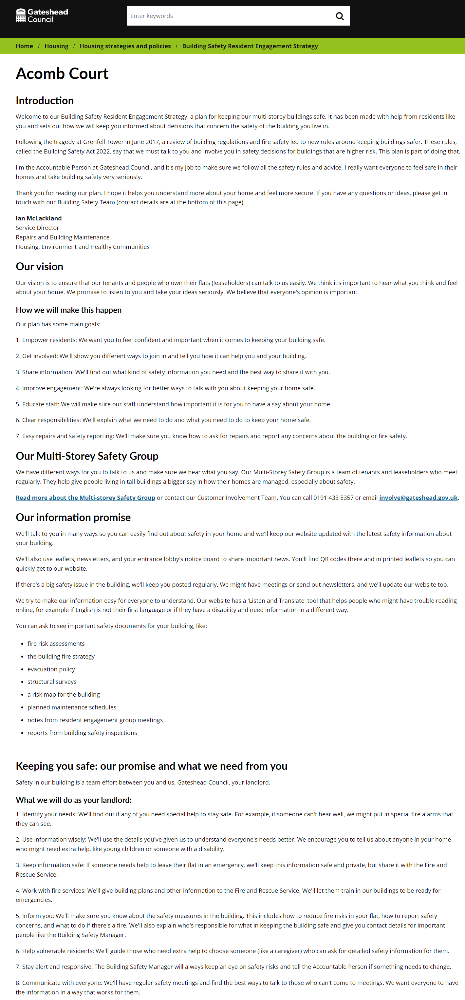 Gateshead
Council
Enter keywords
Home / Housing / Housing strategies and policies / Building Safety Resident Engagement Strategy
Acomb Court
Introduction
Welcome to our Building Safety Resident Engagement Strategy, a plan for keeping our multi-storey buildings safe. It has been made with help from residents like
you and sets out how we will keep you informed about decisions that concern the safety of the building you live in.
Following the tragedy at Grenfell Tower in June 2017, a review of building regulations and fire safety led to new rules around keeping buildings safer. These rules,
called the Building Safety Act 2022, say that we must talk to you and involve you in safety decisions for buildings that are higher risk. This plan is part of doing that.
I'm the Accountable Person at Gateshead Council, and it's my job to make sure we follow all the safety rules and advice. I really want everyone to feel safe in their
homes and take building safety very seriously.
Thank you for reading our plan. I hope it helps you understand more about your home and feel more secure. If you have any questions or ideas, please get in
touch with our Building Safety Team (contact details are at the bottom of this page).
Ian McLackland
Service Director
Repairs and Building Maintenance
Housing, Environment and Healthy Communities
Our vision
Our vision is to ensure that our tenants and people who own their flats (leaseholders) can talk to us easily. We think it's important to hear what you think and feel
about your home. We promise to listen to you and take your ideas seriously. We believe that everyone's opinion is important.
How we will make this happen
Our plan has some main goals:
1. Empower residents: We want you to feel confident and important when it comes to keeping your building safe.
2. Get involved: We'll show you different ways to join in and tell you how it can help you and your building.
3. Share information: We'll find out what kind of safety information you need and the best way to share it with you.
4. Improve engagement: We're always looking for better ways to talk with you about keeping your home safe.
5. Educate staff: We will make sure our staff understand how important it is for you to have a say about your home.
6. Clear responsibilities: We'll explain what we need to do and what you need to do to keep your home safe.
7. Easy repairs and safety reporting: We'll make sure you know how to ask for repairs and report any concerns about the building or fire safety.
Our Multi-Storey Safety Group
We have different ways for you to talk to us and make sure we hear what you say. Our Multi-Storey Safety Group is a team of tenants and leaseholders who meet
regularly. They help give people living in tall buildings a bigger say in how their homes are managed, especially about safety.
Read more about the Multi-storey Safety Group or contact our Customer Involvement Team. You can call 0191 433 5357 or email involve@gateshead.gov.uk.
Our information promise
We'll talk to you in many ways so you can easily find out about safety in your home and we'll keep our website updated with the latest safety information about
your building.
We'll also use leaflets, newsletters, and your entrance lobby's notice board to share important news. You'll find QR codes there and in printed leaflets so you can
quickly get to our website.
If there's a big safety issue in the building, we'll keep you posted regularly. We might have meetings or send out newsletters, and we'll update our website too.
We try to make our information easy for everyone to understand. Our website has a 'Listen and Translate' tool that helps people who might have trouble reading
online, for example if English is not their first language or if they have a disability and need information in a different way.
You can ask to see important safety documents for your building, like:
• fire risk assessments
• the building fire strategy
• evacuation policy
• structural surveys
• a risk map for the building
• planned maintenance schedules
• notes from resident engagement group meetings
• reports from building safety inspections
Keeping you safe: our promise and what we need from you
Safety in our building is a team effort between you and us, Gateshead Council, your landlord.
What we will do as your landlord:
1. Identify your needs: We'll find out if any of you need special help to stay safe. For example, if someone can't hear well, we might put in special fire alarms that
they can see.
2. Use information wisely: We'll use the details you've given us to understand everyone's needs better. We encourage you to tell us about anyone in your home
who might need extra help, like young children or someone with a disability.
3. Keep information safe: If someone needs help to leave their flat in an emergency, we'll keep this information safe and private, but share it with the Fire and
Rescue Service.
4. Work with fire services: We'll give building plans and other information to the Fire and Rescue Service. We'll let them train in our buildings to be ready for
emergencies.
5. Inform you: We'll make sure you know about the safety measures in the building. This includes how to reduce fire risks in your flat, how to report safety
concerns, and what to do if there's a fire. We'll also explain who's responsible for what in keeping the building safe and give you contact details for important
people like the Building Safety Manager.
6. Help vulnerable residents: We'll guide those who need extra help to choose someone (like a caregiver) who can ask for detailed safety information for them.
7. Stay alert and responsive: The Building Safety Manager will always keep an eye on safety risks and tell the Accountable Person if something needs to change.
8. Communicate with everyone: We'll have regular safety meetings and find the best ways to talk to those who can't come to meetings. We want everyone to have
the information in a way that works for them.